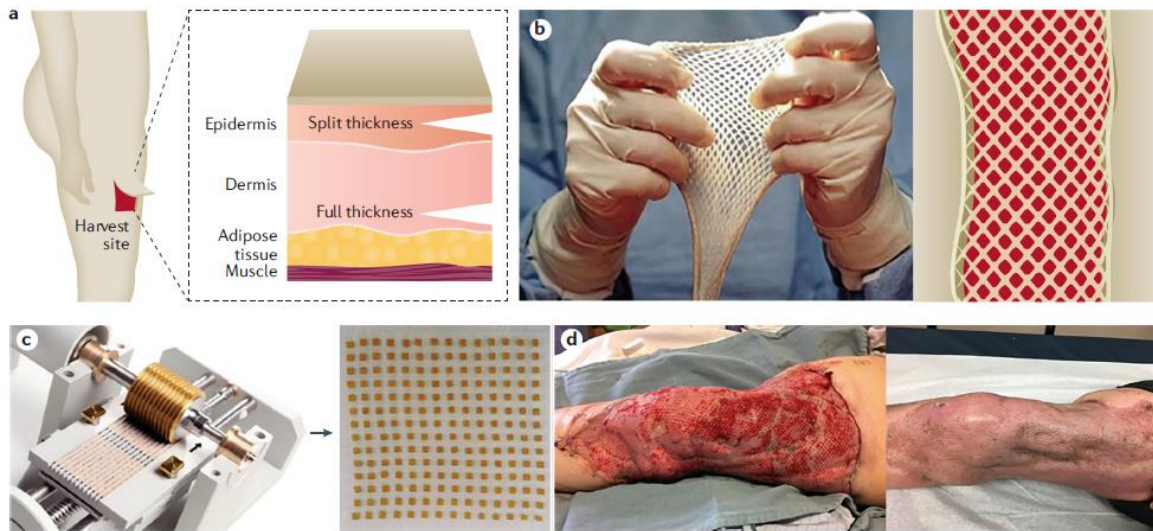 a
Epidermis
Split thickness
Dermis
Full thickness
Harvest
site
Adipose
tissue
Muscle
b
c
d